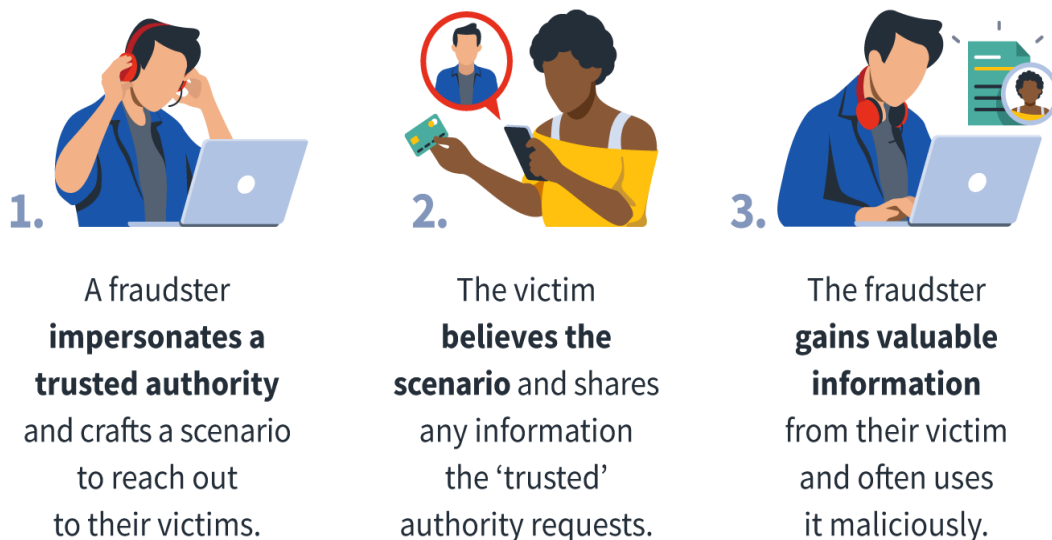 1.
A fraudster
impersonates a
trusted authority
and crafts a scenario
to reach out
to their victims.
2.
The victim
believes the
scenario and shares
any information
the ‘trusted’
authority requests.
3.
The fraudster
gains valuable
information
from their victim
and often uses
it maliciously.